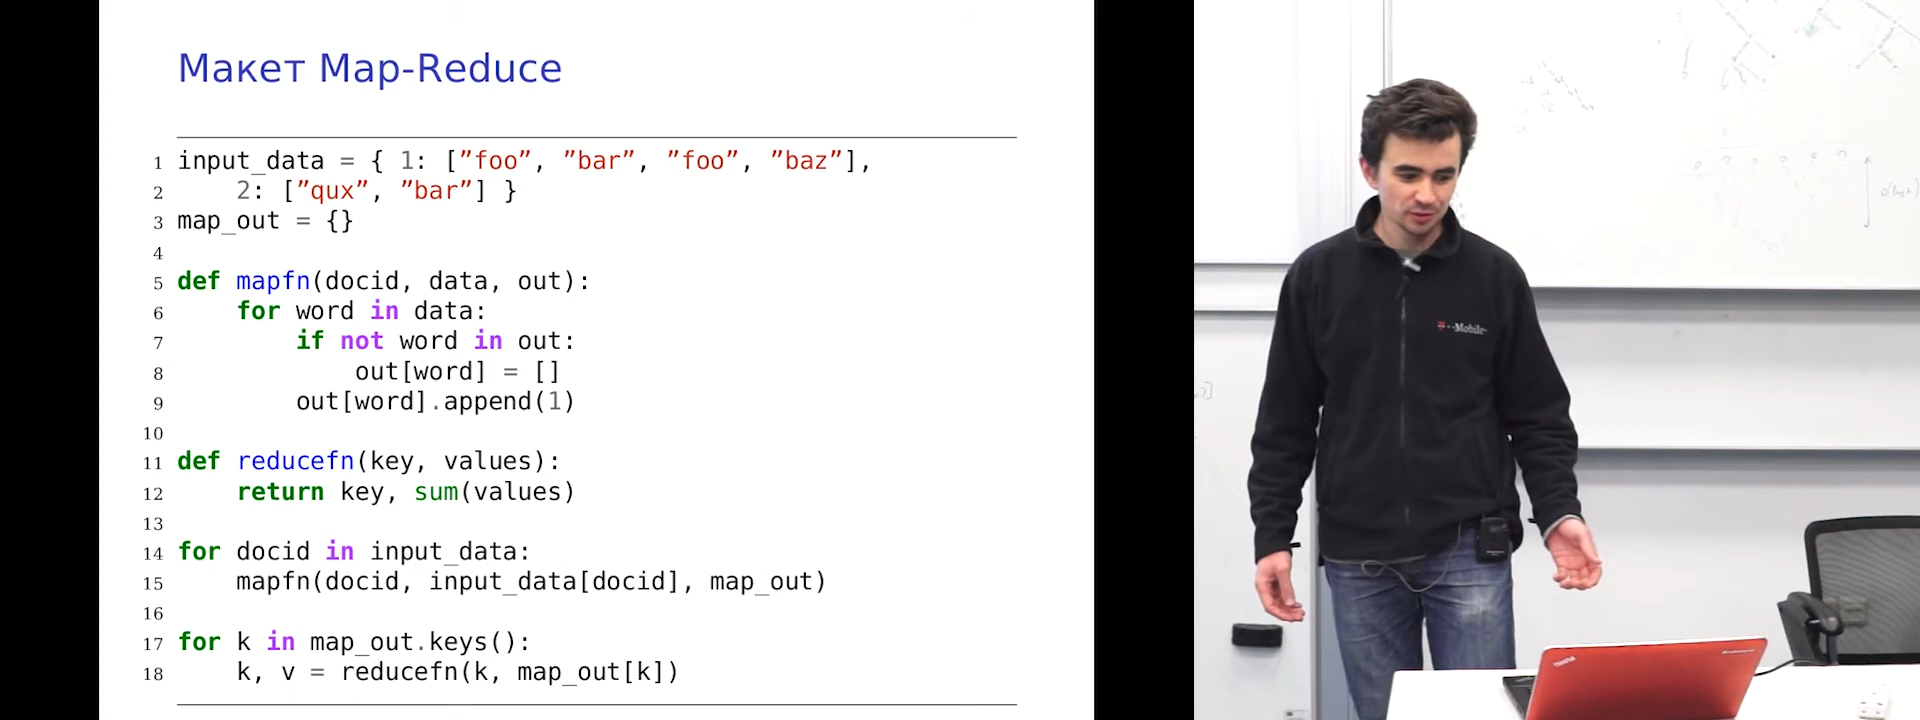 Макет Map-Reduce
1 input_data = { 1: [”foo”, ”bar”, ”foo”, ”baz”],
2     2: [”qux”, ”bar”] }
3 map_out = {}
4
5 def mapfn(docid, data, out):
6     for word in data:
7         if not word in out:
8             out[word] = []
9         out[word].append(1)
10
11 def reducefn(key, values):
12     return key, sum(values)
13
14 for docid in input_data:
15     mapfn(docid, input_data[docid], map_out)
16
17 for k in map_out.keys():
18     k, v = reducefn(k, map_out[k])
T··Mobile·
ThinkPad